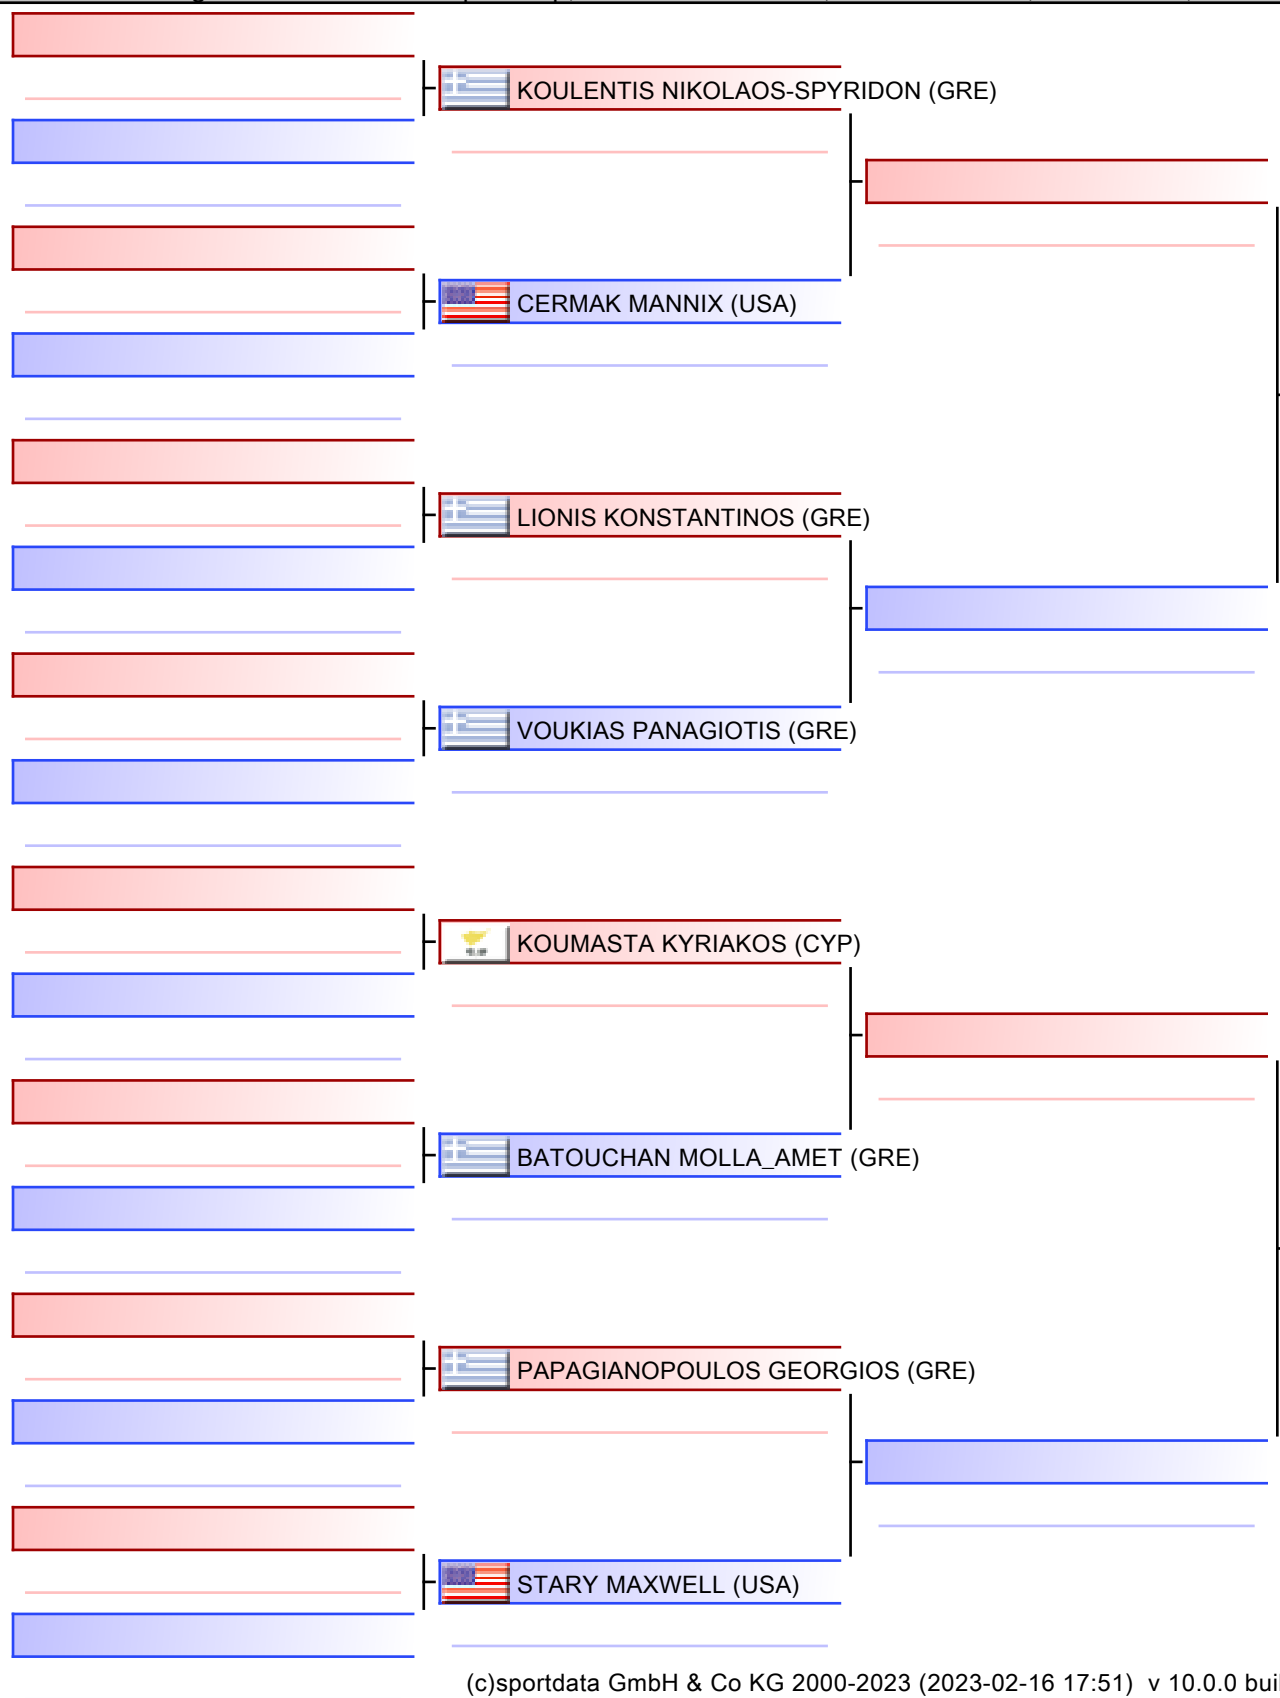 KOULENTIS NIKOLAOS-SPYRIDON (GRE)
CERMAK MANNIX (USA)
LIONIS KONSTANTINOS (GRE)
VOUKIAS PANAGIOTIS (GRE)
KOUMASTA KYRIAKOS (CYP)
BATOUCHAN MOLLA_AMET (GRE)
PAPAGIANOPOULOS GEORGIOS (GRE)
STARY MAXWELL (USA)
(c)sportdata GmbH & Co KG 2000-2023 (2023-02-16 17:51) v 10.0.0 buil